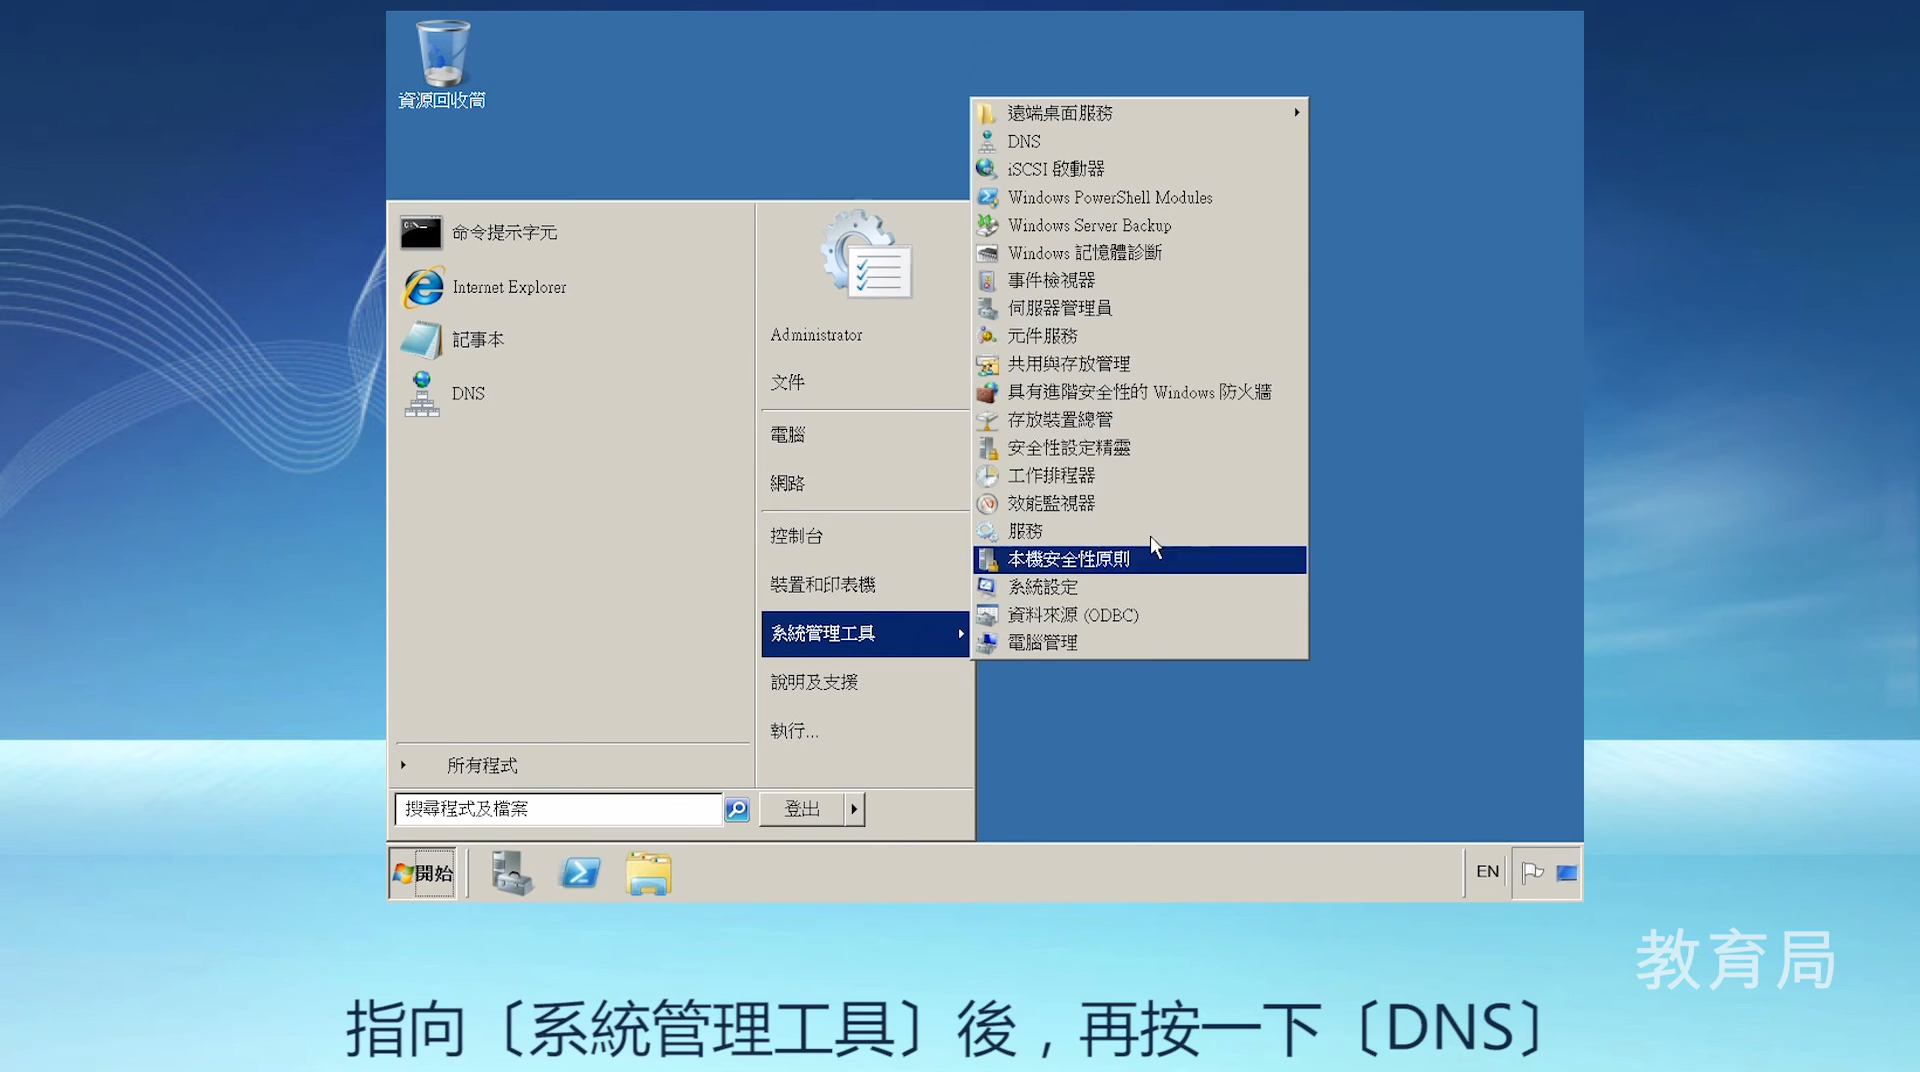 資源回收筒
遠端桌面服務
DNS
iSCSI 啟動器
Windows PowerShell Modules
Windows Server Backup
Windows 記憶體診斷
事件檢視器
伺服器管理員
元件服務
共用與存放管理
具有進階安全性的 Windows 防火牆
存放裝置總管
安全性設定精靈
工作排程器
效能監視器
服務
本機安全性原則
系統設定
資料來源 (ODBC)
電腦管理
命令提示字元
Internet Explorer
記事本
DNS
所有程式
搜尋程式及檔案
Administrator
文件
電腦
網路
控制台
裝置和印表機
系統管理工具
說明及支援
執行...
登出
開始
EN
教育局
指向〔系統管理工具〕後，再按一下〔DNS〕